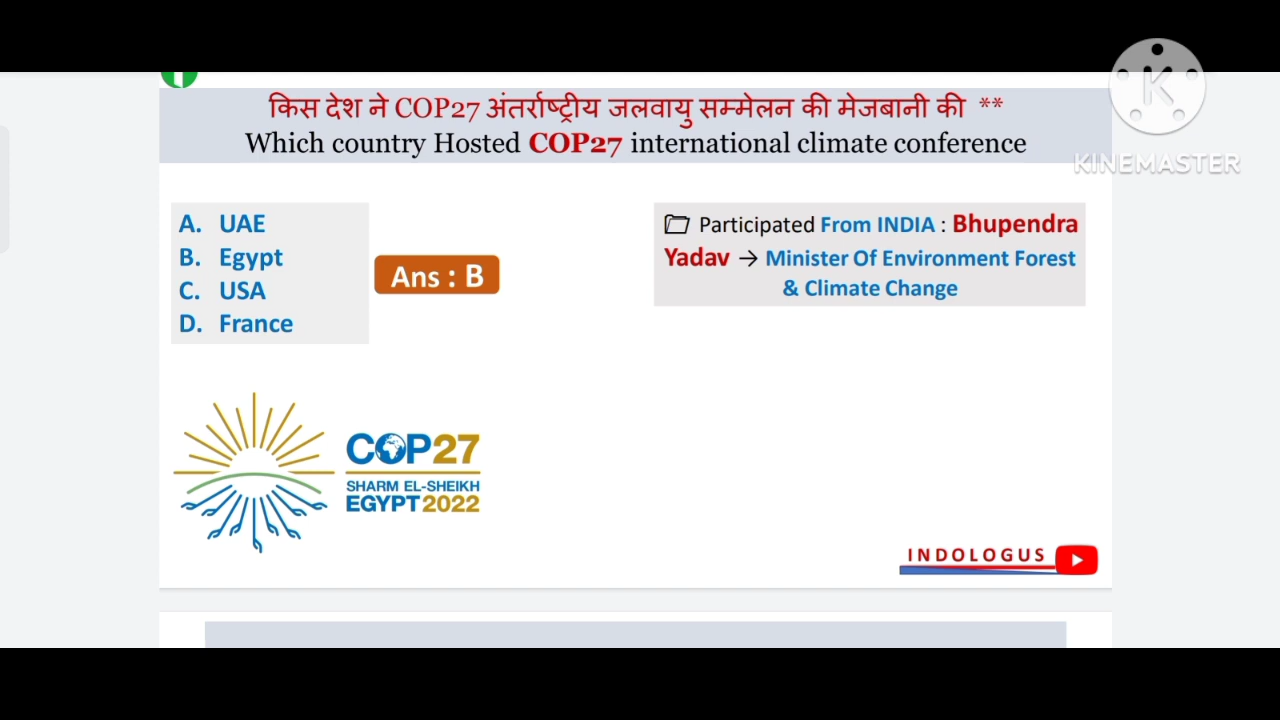 किस देश ने COP27 अंतर्राष्ट्रीय जलवायु सम्मेलन की मेजबानी की **
Which country Hosted COP27 international climate conference
K
KINEMASTER
A. UAE
B. Egypt
C. USA
D. France
Ans : B
Participated From INDIA : Bhupendra
Yadav → Minister Of Environment Forest
& Climate Change
COP27
SHARM EL-SHEIKH
EGYPT 2022
INDOLOGUS